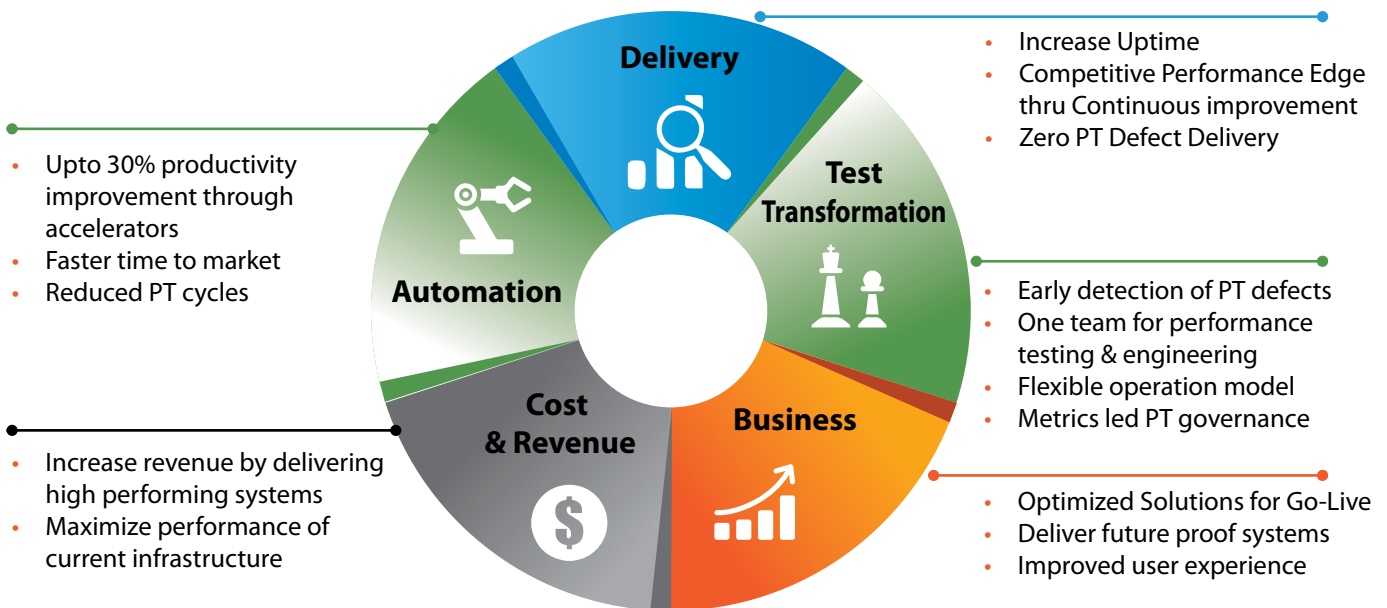 Delivery
• Increase Uptime
• Competitive Performance Edge
thru Continuous improvement
• Zero PT Defect Delivery
Test
Transformation
• Early detection of PT defects
• One team for performance
testing & engineering
• Flexible operation model
• Metrics led PT governance
Business
• Optimized Solutions for Go-Live
• Deliver future proof systems
• Improved user experience
Cost
& Revenue
$
• Increase revenue by delivering
high performing systems
• Maximize performance of
current infrastructure
Automation
• Upto 30% productivity
improvement through
accelerators
• Faster time to market
• Reduced PT cycles